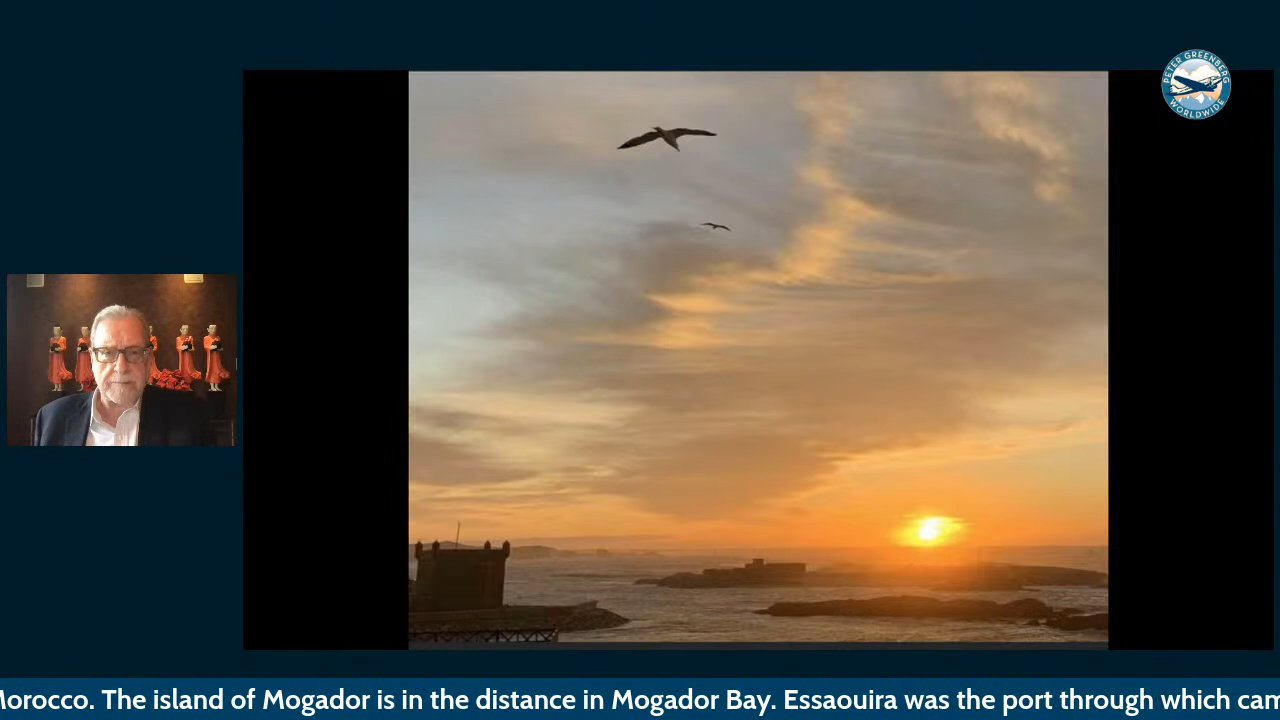 PETER GREENBERG
WORLDWIDE
Morocco. The island of Mogador is in the distance in Mogador Bay. Essaouira was the port through which cam